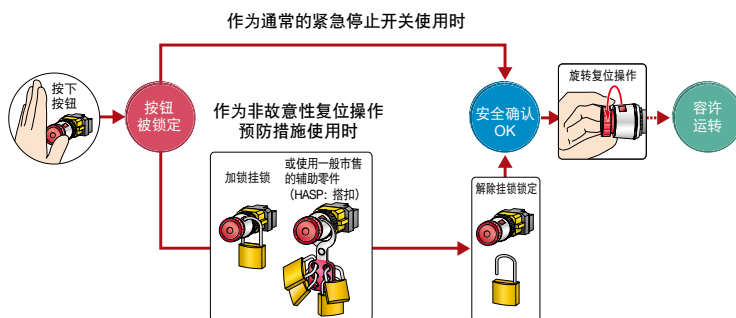 作为通常的紧急停止开关使用时
按下
按钮
按钮
被锁定
作为非故意性复位操作
预防措施使用时
加锁挂锁
或使用一般市售
的辅助零件
（HASP：搭扣）
解除挂锁锁定
安全确认
OK
旋转复位操作
容许
运转